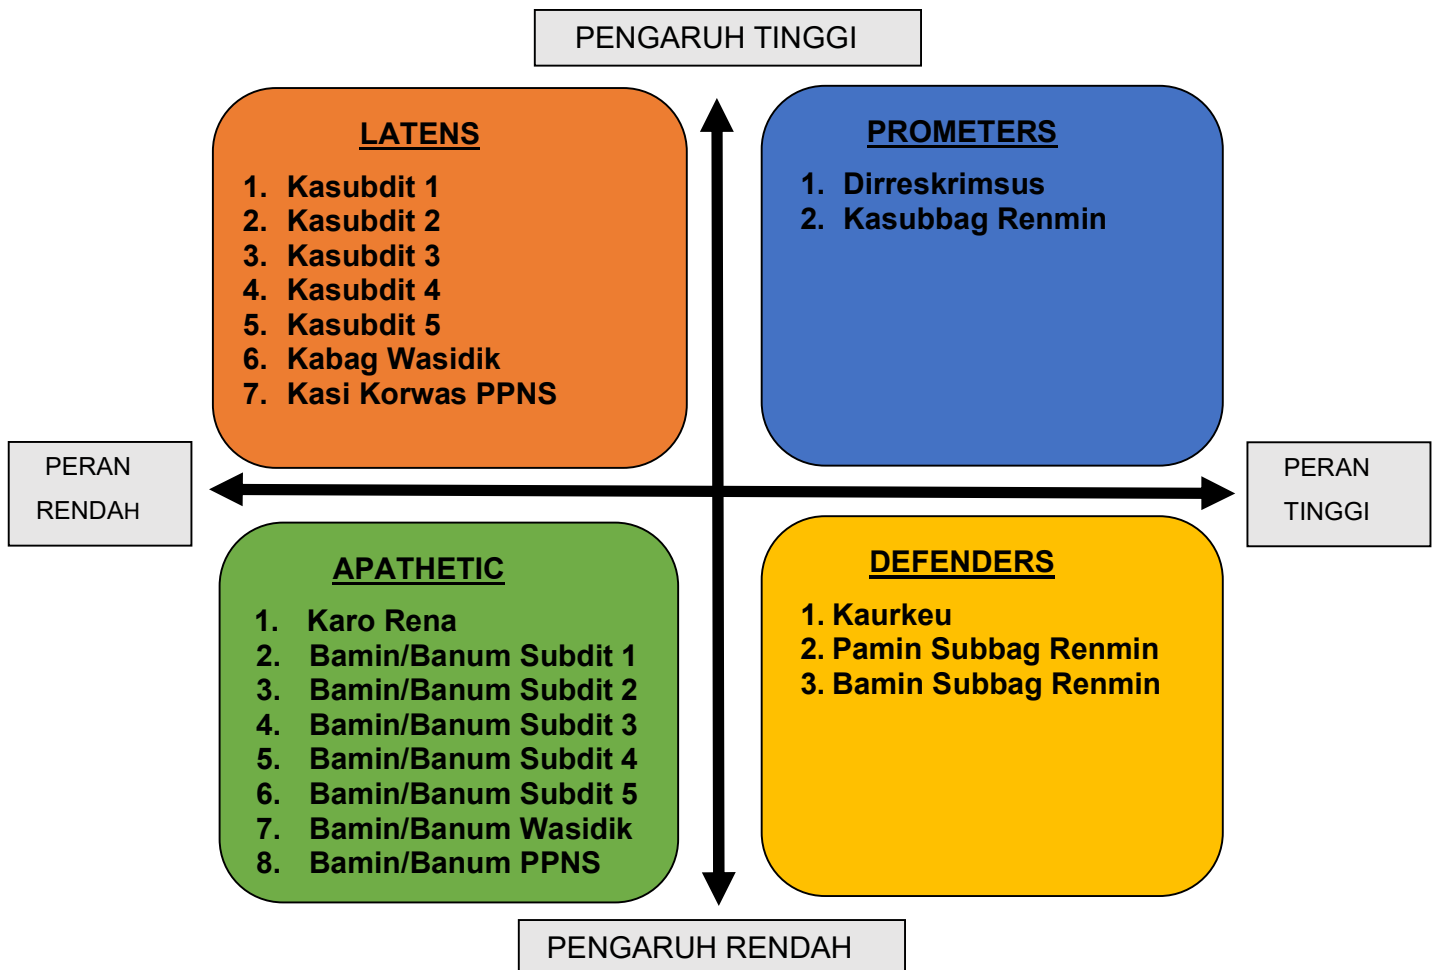 PENGARUH TINGGI
LATENS
1. Kasubdit 1
2. Kasubdit 2
3. Kasubdit 3
4. Kasubdit 4
5. Kasubdit 5
6. Kabag Wasidik
7. Kasi Korwas PPNS
PROMETERS
1. Dirreskrimsus
2. Kasubbag Renmin
PERAN
RENDAH
PERAN
TINGGI
APATHETIC
1. Karo Rena
2. Bamin/Banum Subdit 1
3. Bamin/Banum Subdit 2
4. Bamin/Banum Subdit 3
5. Bamin/Banum Subdit 4
6. Bamin/Banum Subdit 5
7. Bamin/Banum Wasidik
8. Bamin/Banum PPNS
DEFENDERS
1. Kaurkeu
2. Pamin Subbag Renmin
3. Bamin Subbag Renmin
PENGARUH RENDAH